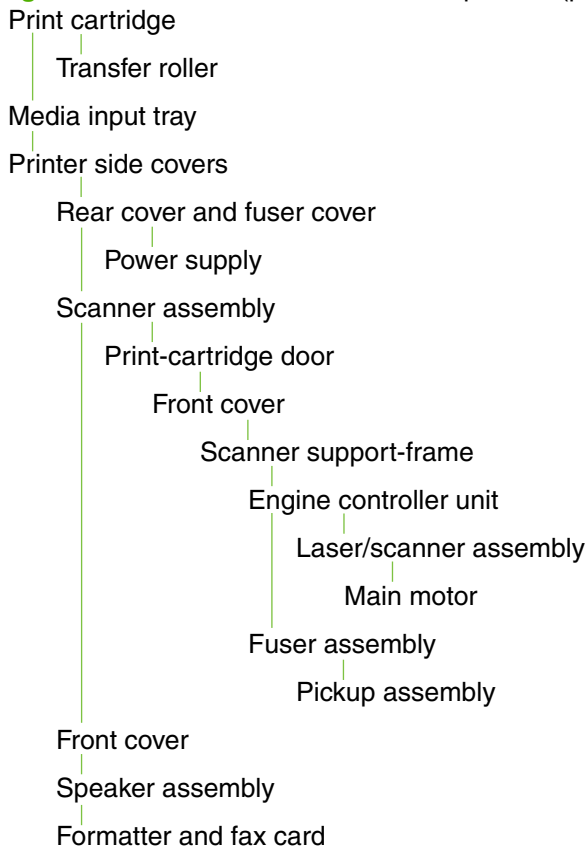 Print cartridge
Transfer roller
Media input tray
Printer side covers
Rear cover and fuser cover
Power supply
Scanner assembly
Print-cartridge door
Front cover
Scanner support-frame
Engine controller unit
Laser/scanner assembly
Main motor
Fuser assembly
Pickup assembly
Front cover
Speaker assembly
Formatter and fax card